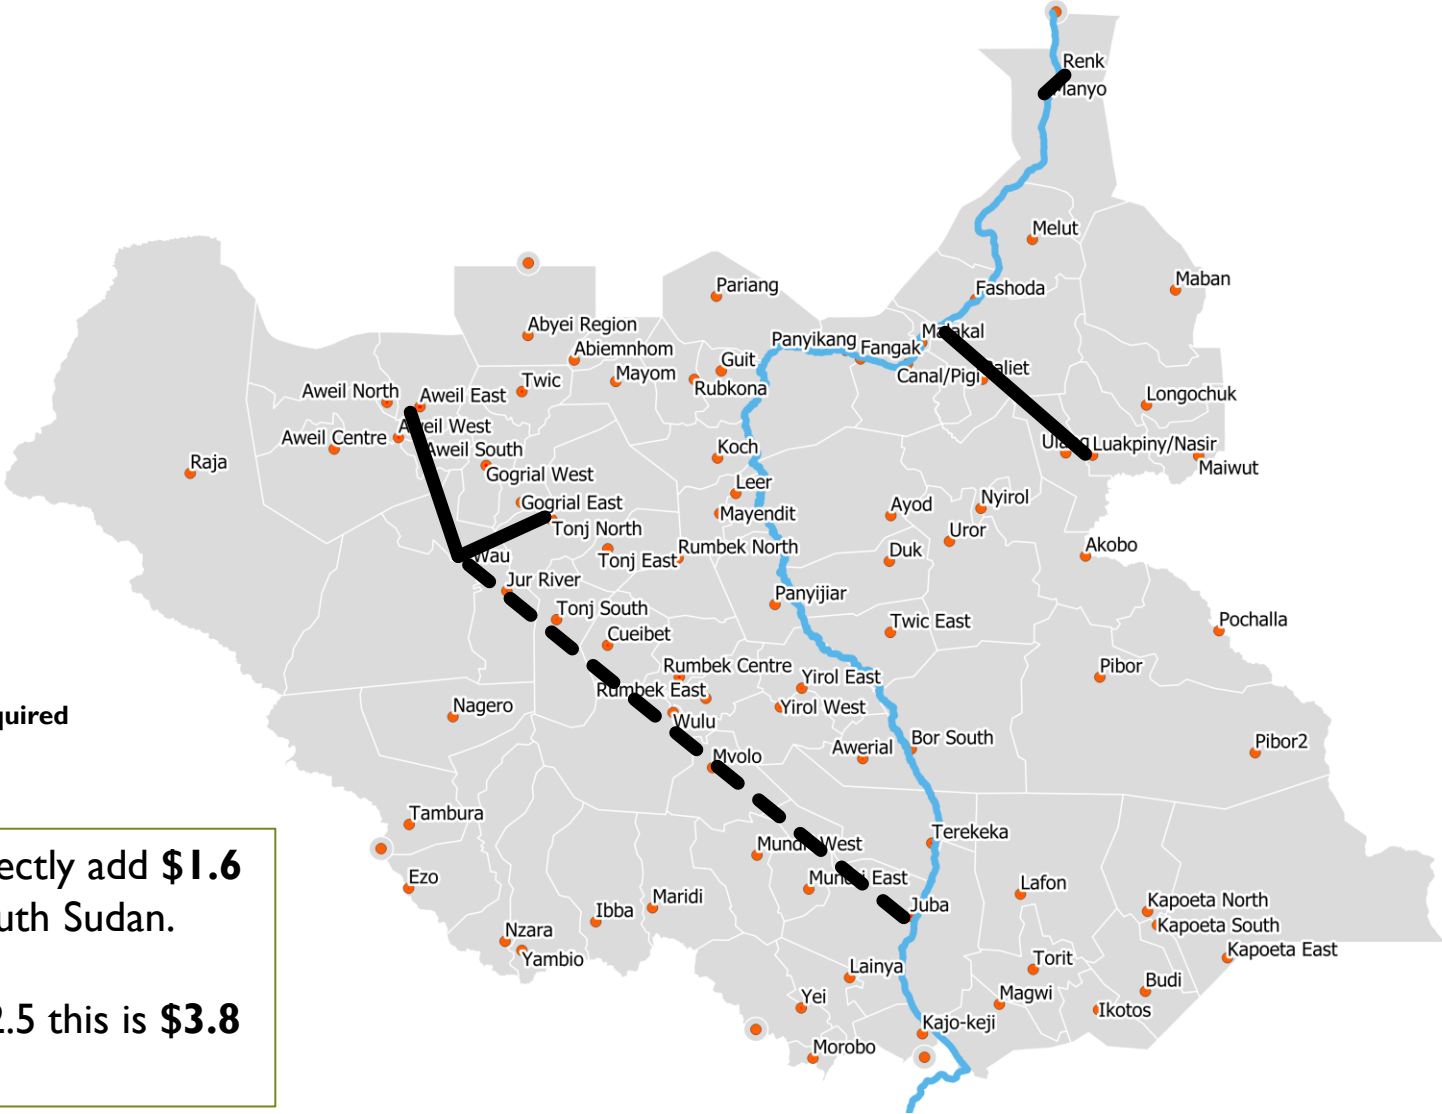 Renk
Manyo
Melut
Fashoda
Maban
Pariang
Malakal
Abyei Region
Panyikang
Fangak
Abiemnhom
Guit
Baliet
Canal/Pigi
Twic
Mayom
Rubkona
Aweil North
Aweil East
Longochuk
Aweil West
Aweil Centre
Ulang
Luakpiny/Nasir
Aweil South
Koch
Raja
Maiwut
Gogrial West
Leer
Gogrial East
Ayod
Nyirol
Mayendit
Tonj North
Uror
Rumbek North
Duk
Akobo
Wau
Tonj East
Jur River
Panyijiar
Tonj South
Twic East
Pochalla
Cueibet
Rumbek Centre
Pibor
Yirol East
Rumbek East
Nagero
Yirol West
quired
Wulu
Bor South
Pibor2
Awerial
Mvolo
Tambura
Terekeka
Mundri West
ectly add $1.6
Ezo
Mundri East
Lafon
Maridi
Kapoeta North
Juba
Ibba
uth Sudan.
Kapoeta South
Nzara
Kapoeta East
Yambio
Torit
Lainya
Budi
Yei
Magwi
Ikotos
2.5 this is $3.8
Kajo-keji
Morobo